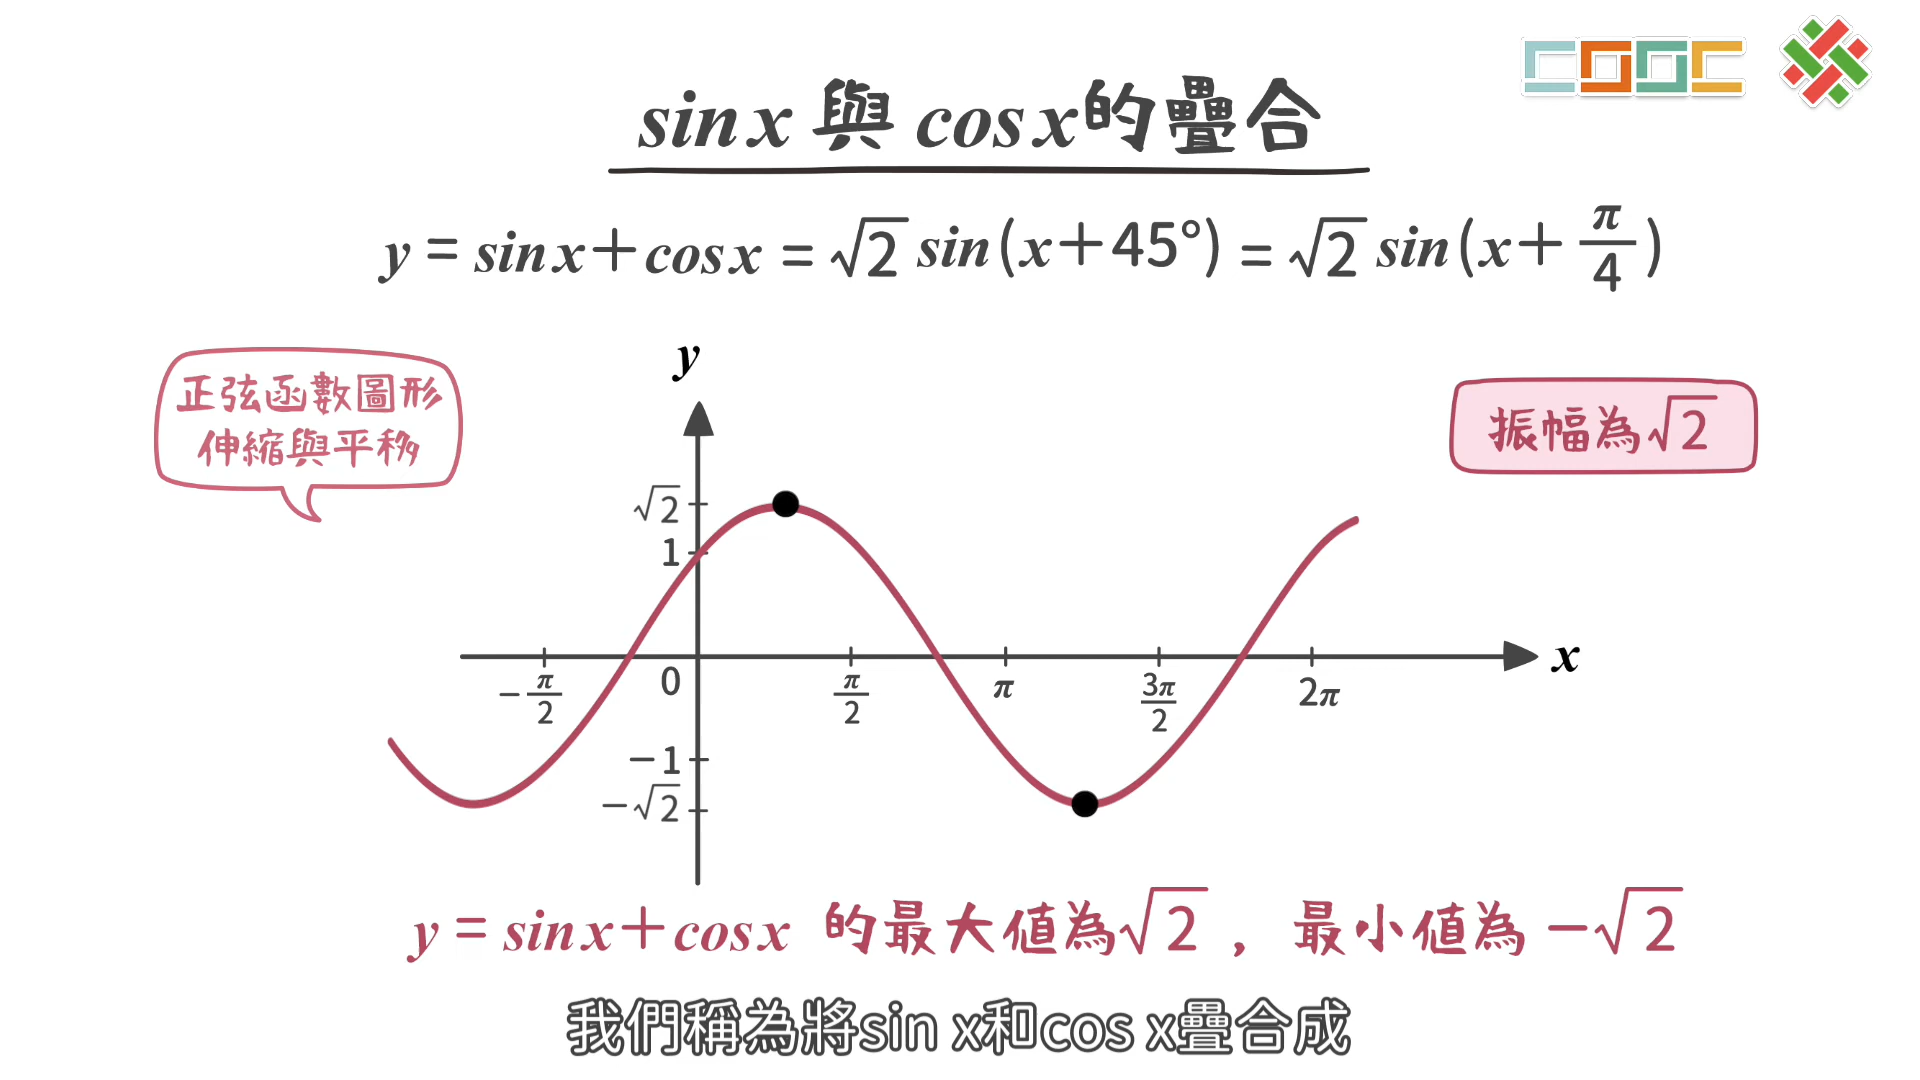 COOC
sin x 與 cos x的疊合
y = sin x + cos x = √2 sin(x + 45°) = √2 sin(x + π/4)
正弦函數圖形
伸縮與平移
振幅為√2
y
√2
1
-π/2
0
π/2
π
3π/2
2π
x
-1
-√2
y = sin x + cos x 的最大值為√2 ，最小值為 -√2
我們稱為將sin x和cos x疊合成